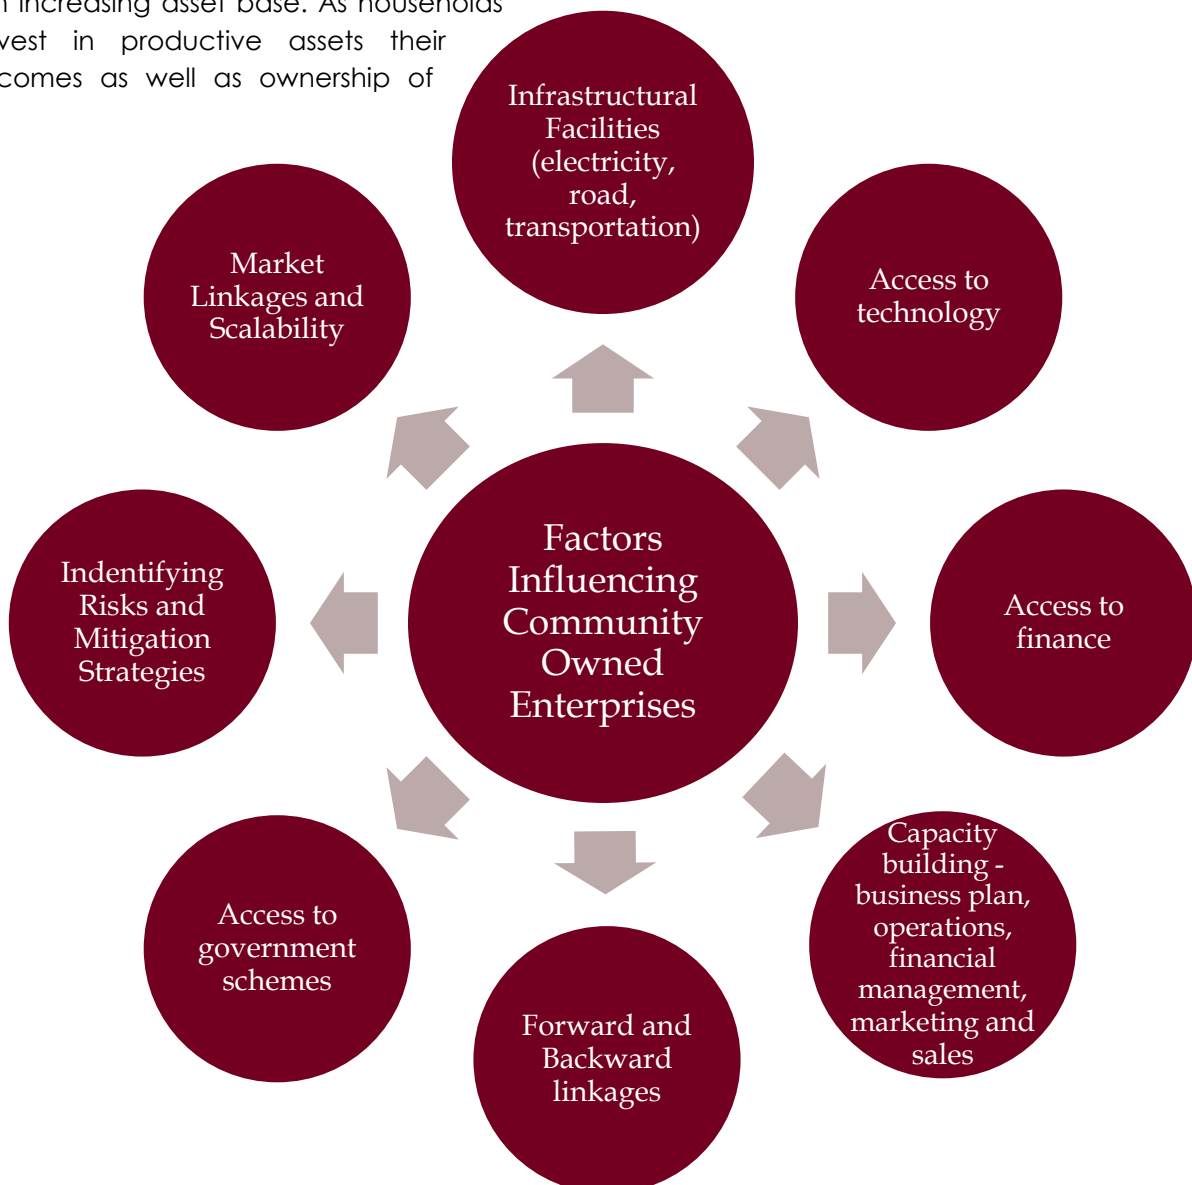 increasing asset base. As households
in productive assets their
as well as ownership of
Infrastructural
Facilities
(electricity,
road,
transportation)
Access to
technology
Access to
finance
Capacity
building -
business plan,
operations,
financial
management,
marketing and
sales
Forward and
Backward
linkages
Access to
government
schemes
Indentifying
Risks and
Mitigation
Strategies
Market
Linkages and
Scalability
Factors
Influencing
Community
Owned
Enterprises